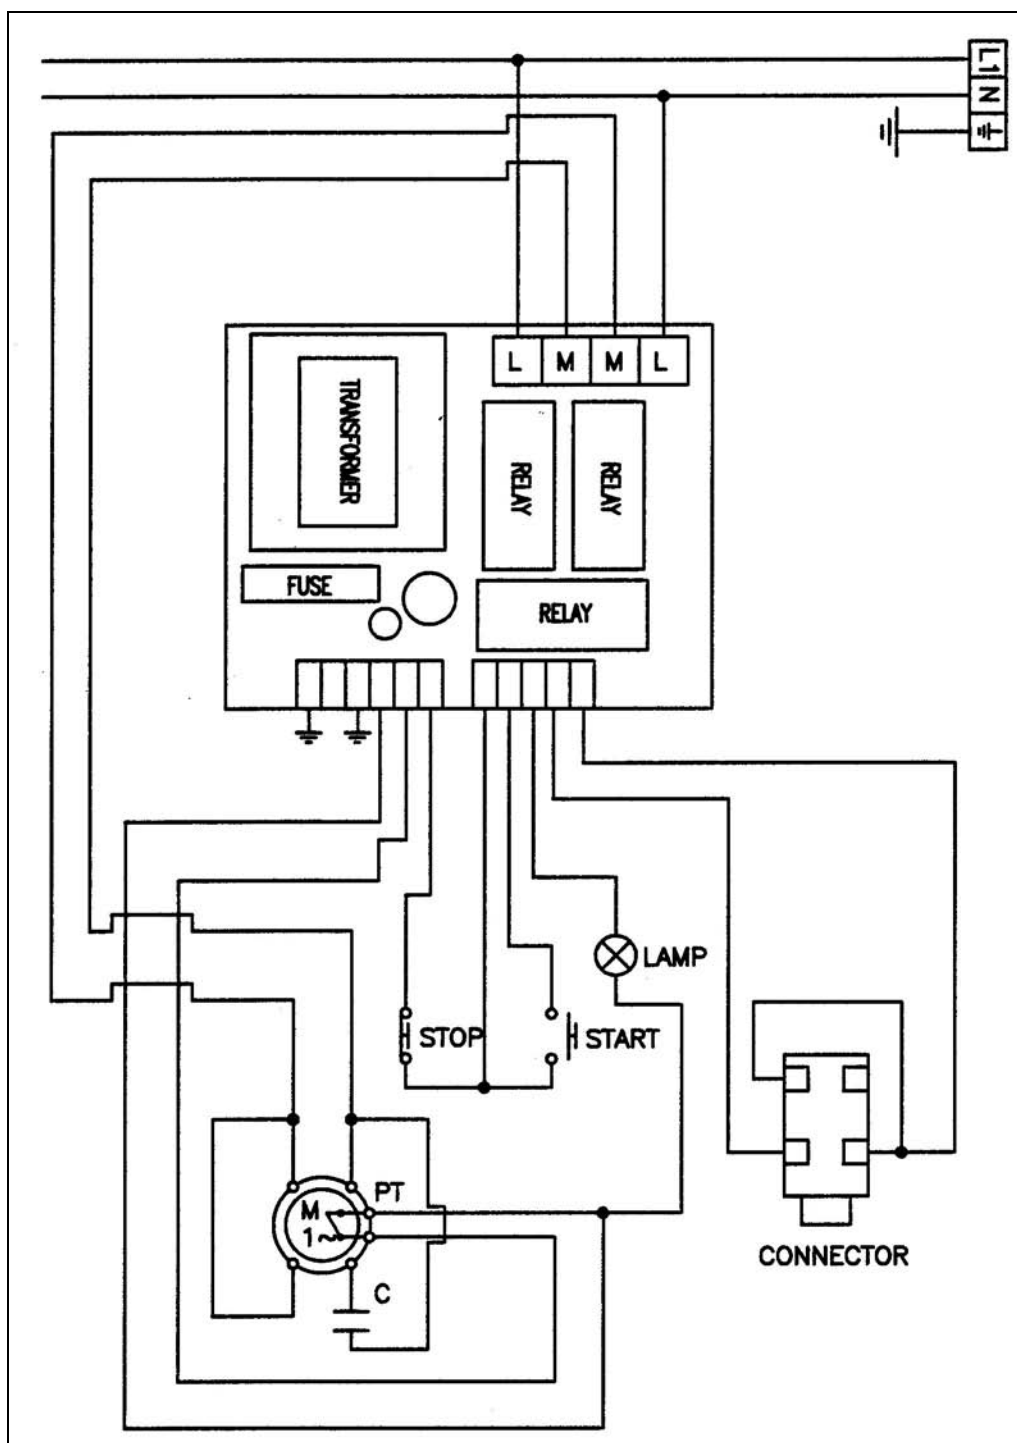 L1
N
L M M L
TRANSFORMER
RELAY
RELAY
FUSE
RELAY
LAMP
STOP
START
PT
M
1~
C
CONNECTOR